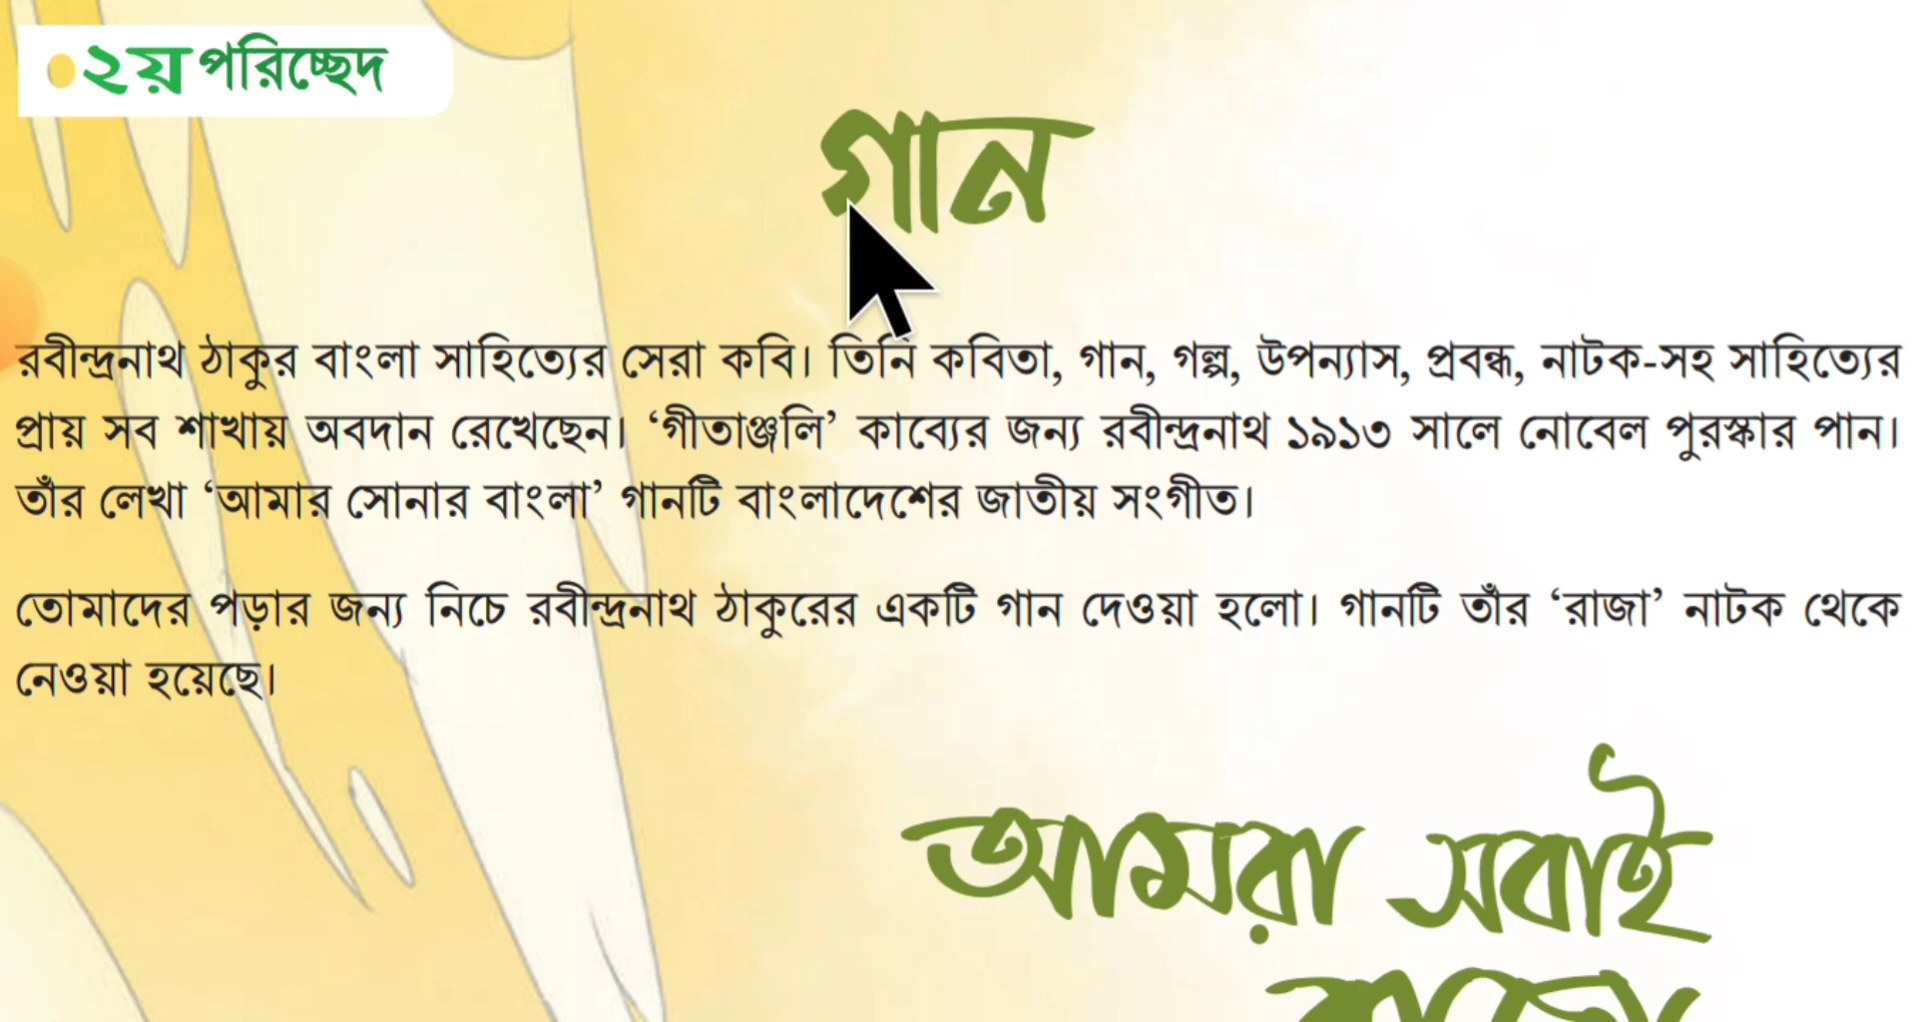 ২য় পরিচ্ছেদ
গান
রবীন্দ্রনাথ ঠাকুর বাংলা সাহিত্যের সেরা কবি। তিনি কবিতা, গান, গল্প, উপন্যাস, প্রবন্ধ, নাটক-সহ সাহিত্যের
প্রায় সব শাখায় অবদান রেখেছেন। ‘গীতাঞ্জলি’ কাব্যের জন্য রবীন্দ্রনাথ ১৯১৩ সালে নোবেল পুরস্কার পান।
তাঁর লেখা ‘আমার সোনার বাংলা’ গানটি বাংলাদেশের জাতীয় সংগীত।
তোমাদের পড়ার জন্য নিচে রবীন্দ্রনাথ ঠাকুরের একটি গান দেওয়া হলো। গানটি তাঁর ‘রাজা’ নাটক থেকে
নেওয়া হয়েছে।
আমরা সবাই